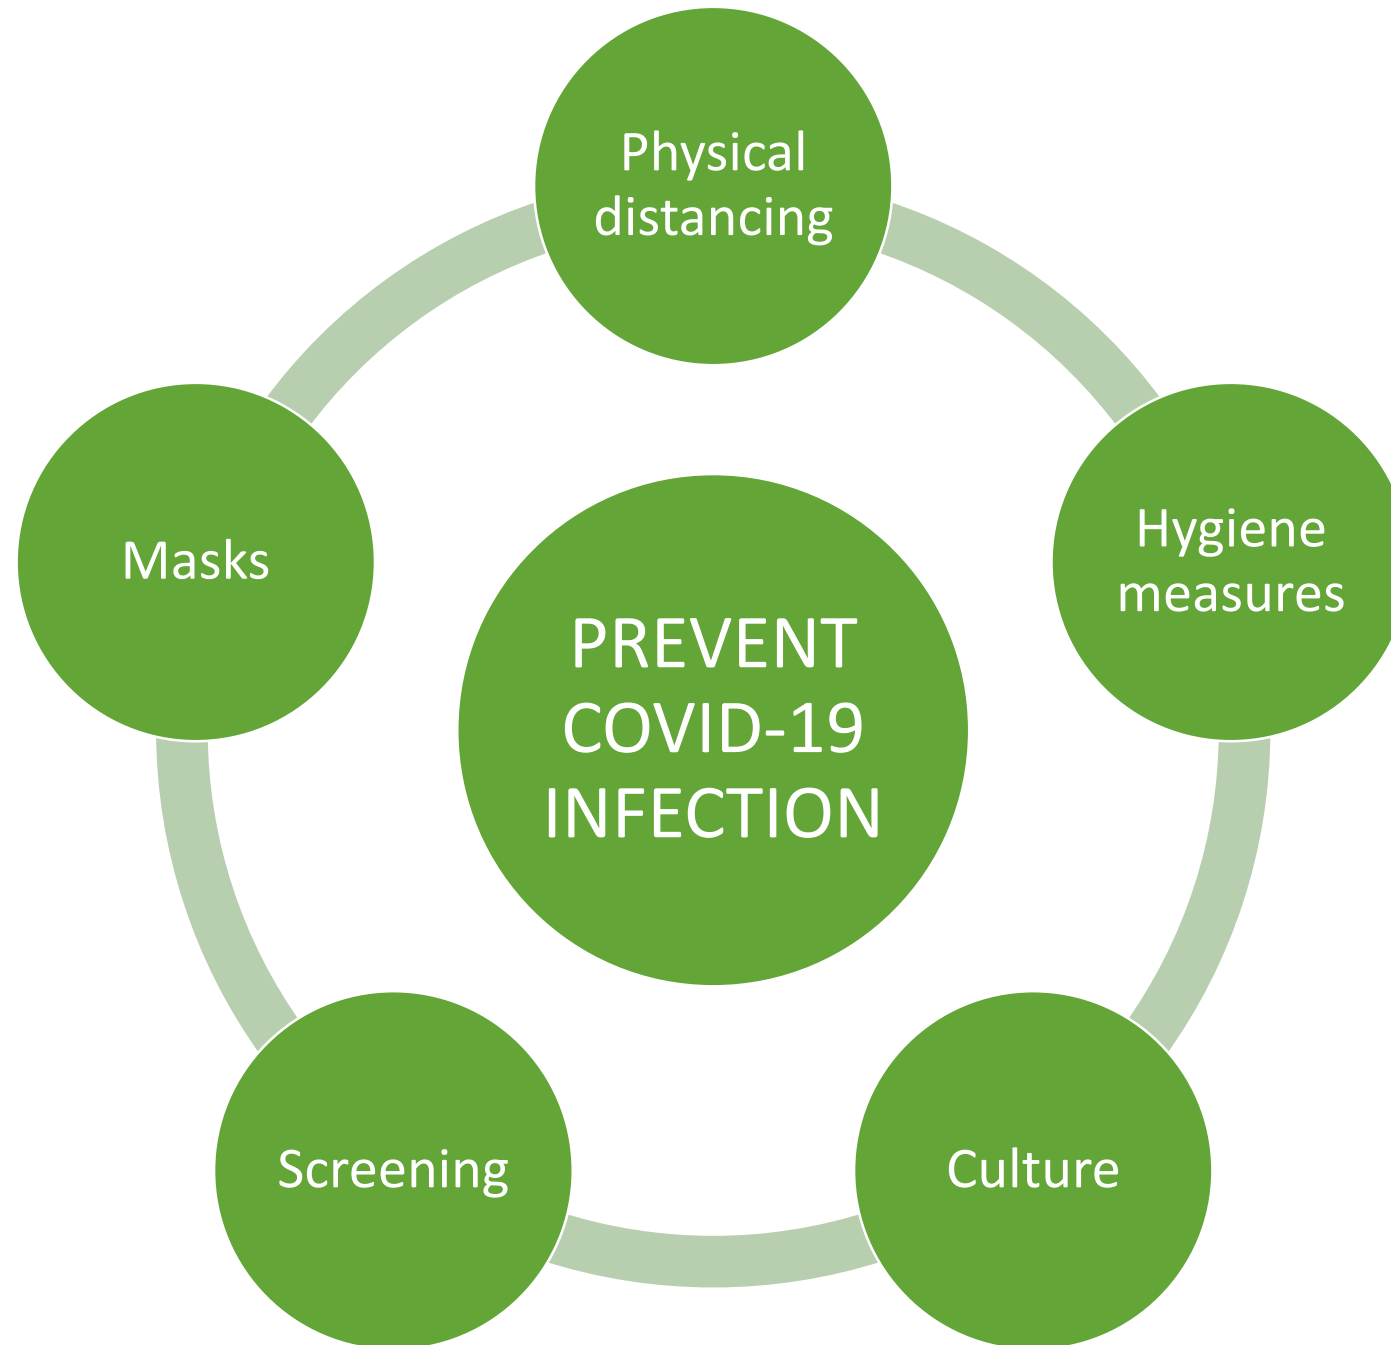 Physical
distancing
Hygiene
measures
Masks
PREVENT
COVID-19
INFECTION
Screening
Culture